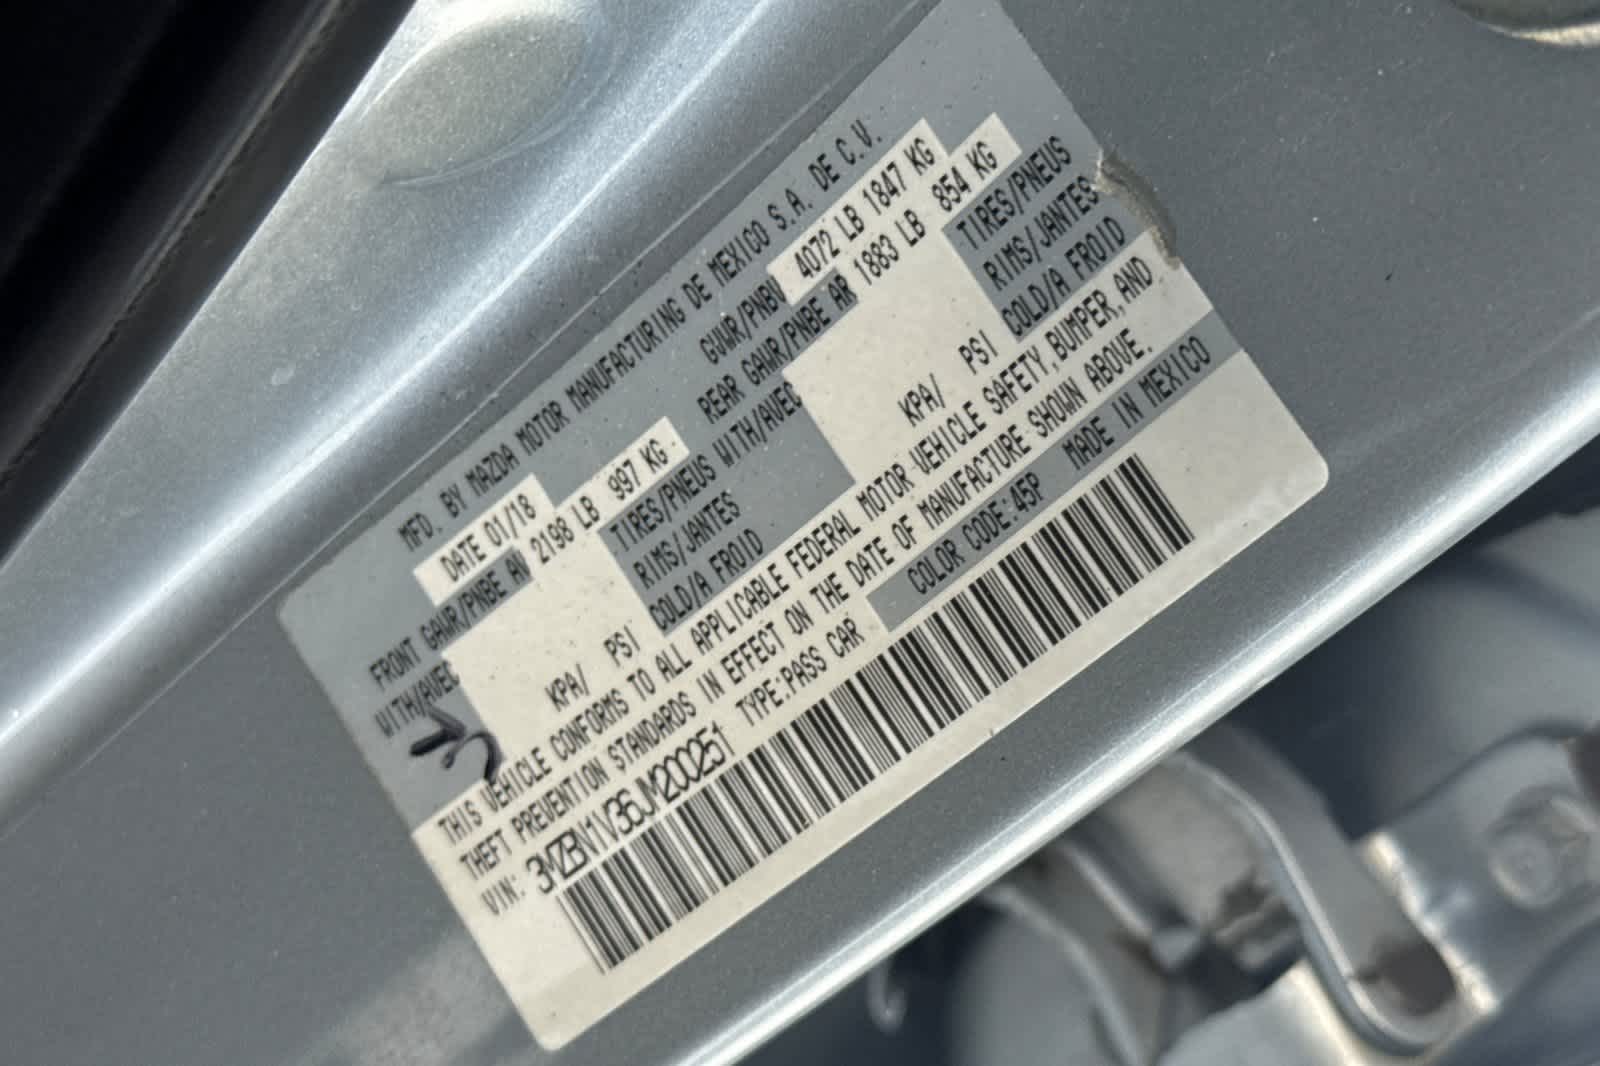 MFD. BY MAZDA MOTOR MANUFACTURING DE MEXICO S.A. DE C.V.
DATE 01/18 GVWR/PNBV 4072 LB 1847 KG
FRONT GAWR/PNBE AV 2198 LB 997 KG REAR GAWR/PNBE AR 1883 LB 854 KG
WITH/AVEC TIRES/PNEUS WITH/AVEC TIRES/PNEUS
RIMS/JANTES RIMS/JANTES
KPA/ PSI COLD/A FROID KPA/ PSI COLD/A FROID
THIS VEHICLE CONFORMS TO ALL APPLICABLE FEDERAL MOTOR VEHICLE SAFETY, BUMPER, AND
THEFT PREVENTION STANDARDS IN EFFECT ON THE DATE OF MANUFACTURE SHOWN ABOVE.
VIN: 3MZBN1V36JM200251 TYPE:PASS CAR COLOR CODE:45P MADE IN MEXICO